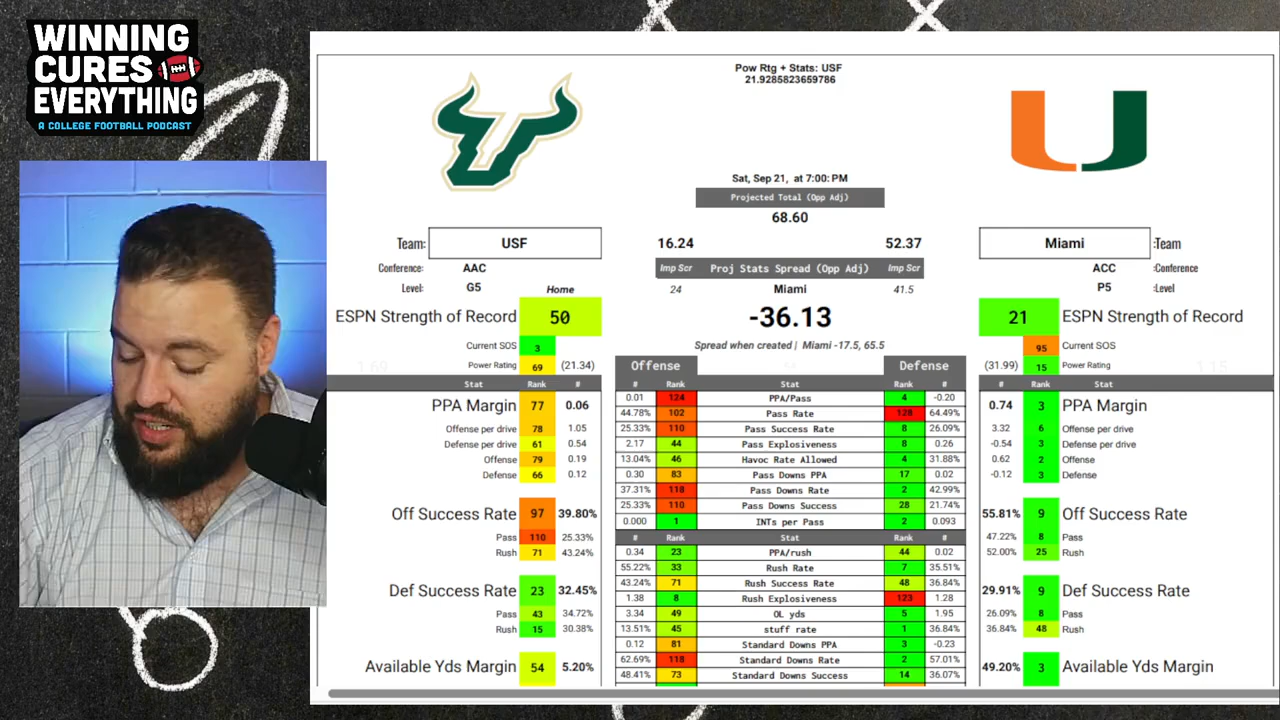 WINNING
CURES
EVERYTHING
A COLLEGE FOOTBALL PODCAST
Pow Rtg + Stats: USF
21.9285823659786
Sat, Sep 21, at 7:00: PM
Projected Total (Opp Adj)
68.60
Team: USF 16.24 52.37 Miami :Team
Conference: AAC Imp Scr Proj Stats Spread (Opp Adj) Imp Scr ACC :Conference
Level: G5 Home 24 Miami 41.5 P5 :Level
ESPN Strength of Record 50 -36.13 21 ESPN Strength of Record
Current SOS 3 Spread when created | Miami -17.5, 65.5 95 Current SOS
Power Rating 69 (21.34) Offense Defense (31.99) 15 Power Rating
Stat Rank # # Rank Stat Rank # # Rank Stat
0.01 124 PPA/Pass 4 -0.20
PPA Margin 77 0.06 44.78% 102 Pass Rate 128 64.49% 0.74 3 PPA Margin
Offense per drive 78 1.05 25.33% 110 Pass Success Rate 8 26.09% 3.32 6 Offense per drive
Defense per drive 61 0.54 2.17 44 Pass Explosiveness 8 0.26 -0.54 3 Defense per drive
Offense 79 0.19 13.04% 46 Havoc Rate Allowed 4 31.88% 0.62 2 Offense
Defense 66 0.12 0.30 83 Pass Downs PPA 17 0.02 -0.12 3 Defense
37.31% 118 Pass Downs Rate 2 42.99%
Off Success Rate 97 39.80% 25.33% 110 Pass Downs Success 28 21.74% 55.81% 9 Off Success Rate
0.000 1 INTs per Pass 2 0.093
Pass 110 25.33% # Rank Stat Rank # 47.22% 8 Pass
Rush 71 43.24% 0.34 23 PPA/rush 44 0.02 52.00% 25 Rush
55.22% 33 Rush Rate 7 35.51%
Def Success Rate 23 32.45% 43.24% 71 Rush Success Rate 48 36.84% 29.91% 9 Def Success Rate
1.38 8 Rush Explosiveness 123 1.28
Pass 43 34.72% 3.34 49 OL yds 5 1.95 26.09% 8 Pass
Rush 15 30.38% 13.51% 45 stuff rate 1 36.84% 36.84% 48 Rush
0.12 81 Standard Downs PPA 3 -0.23
Available Yds Margin 54 5.20% 62.69% 118 Standard Downs Rate 2 57.01% 49.20% 3 Available Yds Margin
48.41% 73 Standard Downs Success 14 36.07%